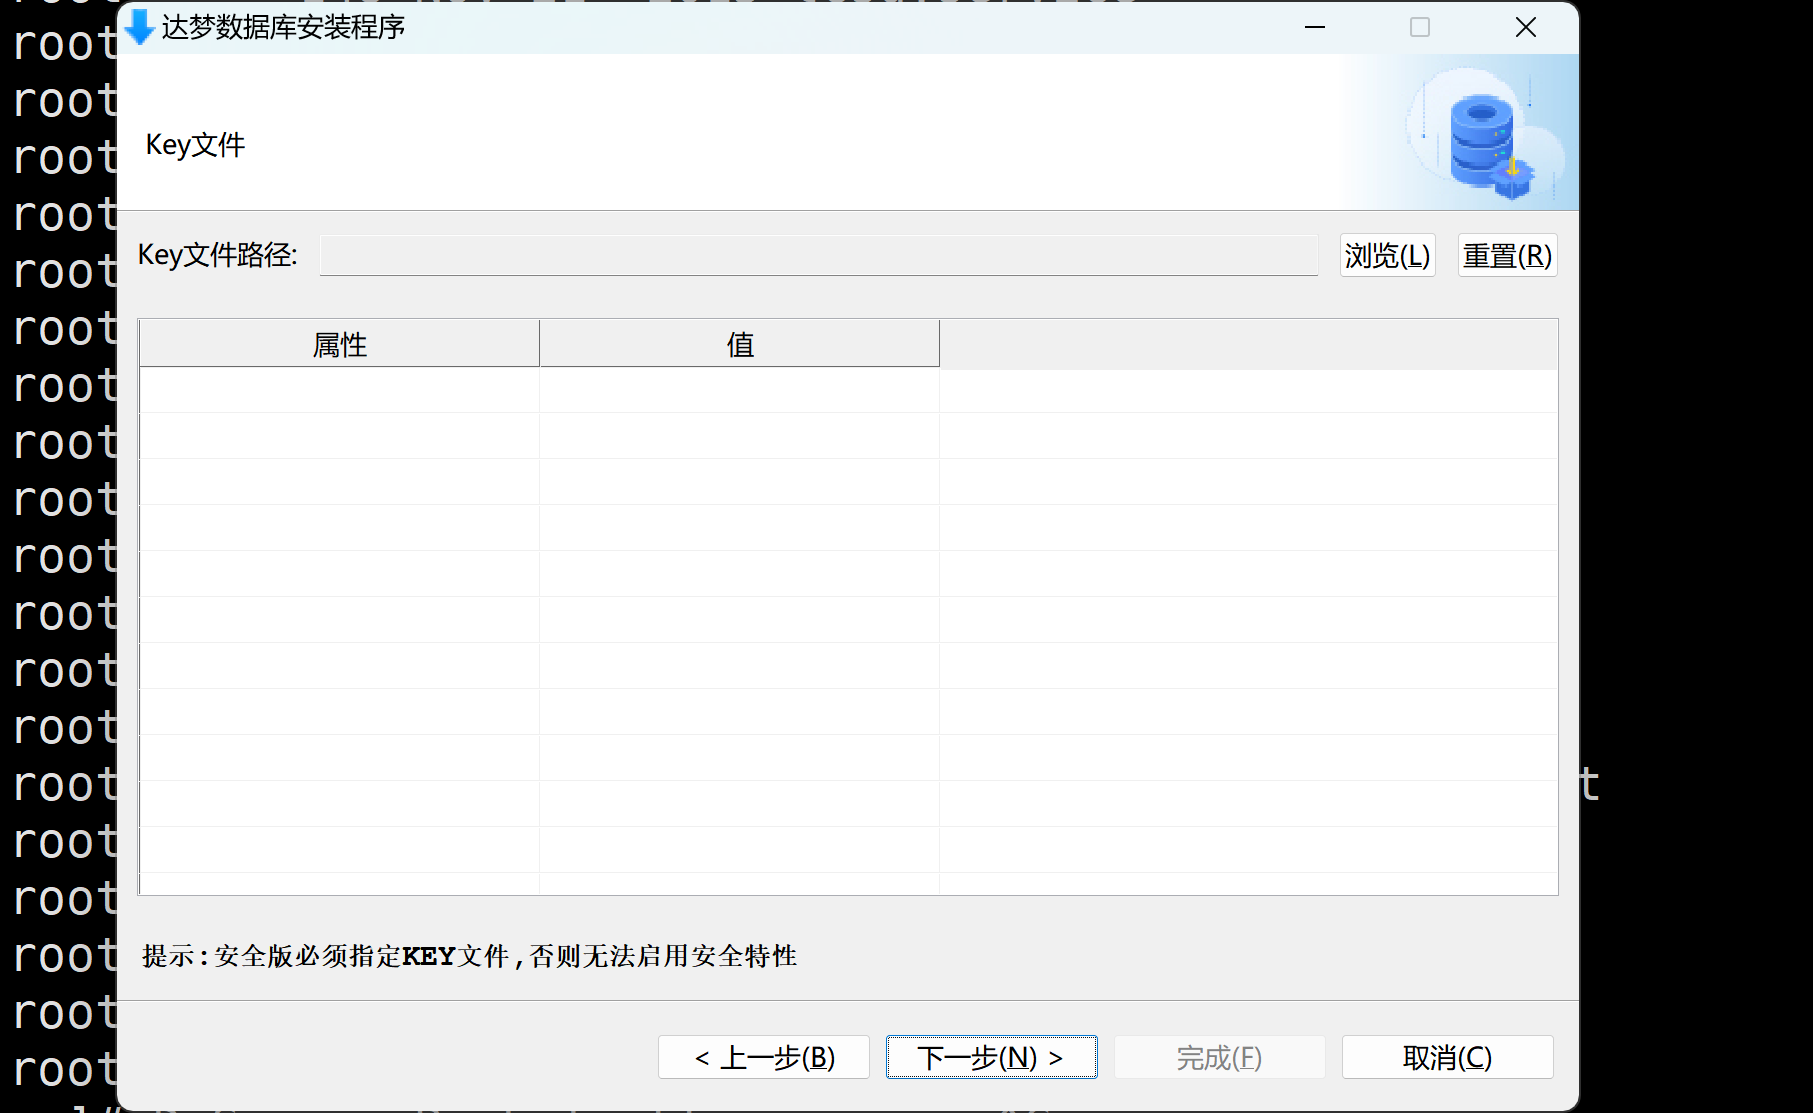 达梦数据库安装程序
Key文件
Key文件路径: 浏览(L) 重置(R)
属性 值
提示:安全版必须指定KEY文件,否则无法启用安全特性
< 上一步(B) 下一步(N) > 完成(F) 取消(C)
root
root
root
root
root
root
root
root
root
root
root
root
root
root t
root
root
root
root
root